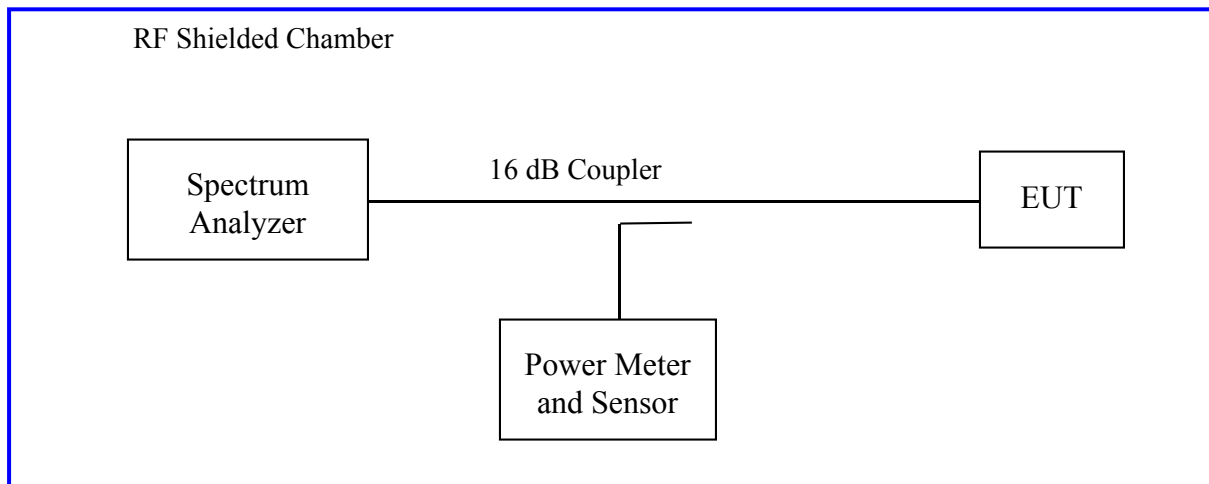 RF Shielded Chamber
16 dB Coupler
Spectrum
Analyzer
EUT
Power Meter
and Sensor